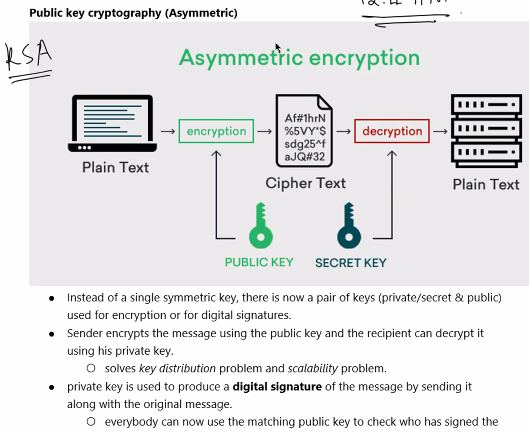 Public key cryptography (Asymmetric)
RSA
Asymmetric encryption
encryption
Af#1hrN
%5VY*$
sdg25^f
aJQ#32
decryption
Plain Text
Cipher Text
Plain Text
PUBLIC KEY
SECRET KEY
• Instead of a single symmetric key, there is now a pair of keys (private/secret & public)
used for encryption or for digital signatures.
• Sender encrypts the message using the public key and the recipient can decrypt it
using his private key.
O solves key distribution problem and scalability problem.
• private key is used to produce a digital signature of the message by sending it
along with the original message.
O everybody can now use the matching public key to check who has signed the